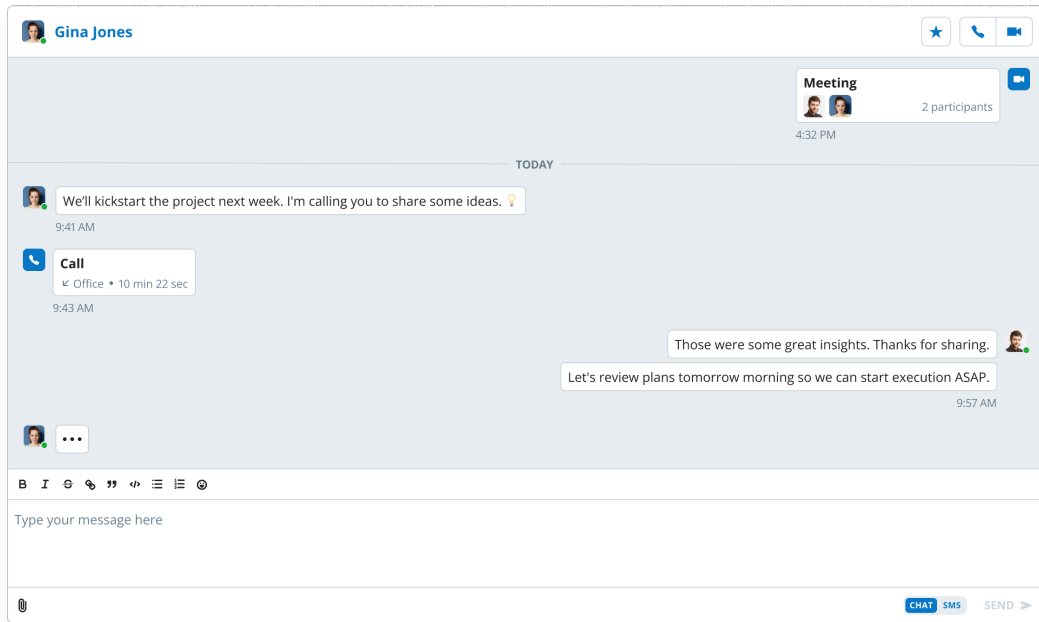 Gina Jones
Meeting
2 participants
4:32 PM
TODAY
We'll kickstart the project next week. I'm calling you to share some ideas. 💡
9:41 AM
Call
Office • 10 min 22 sec
9:43 AM
Those were some great insights. Thanks for sharing.
Let's review plans tomorrow morning so we can start execution ASAP.
9:57 AM
•••
B I S
Type your message here
CHAT SMS SEND